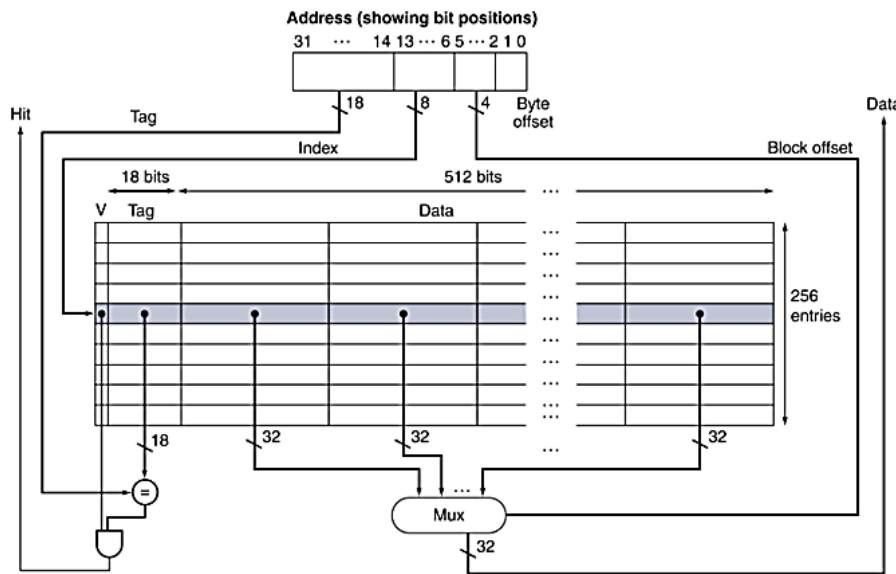 Address (showing bit positions)
31 ··· 14 13 ··· 6 5 ··· 2 1 0
18 8 4 Byte offset
Hit Tag Data
Index Block offset
18 bits 512 bits ···
V Tag Data ···
···
···
···
···
256 entries
···
···
···
···
···
18 32 32 ··· 32
=
···
Mux
32